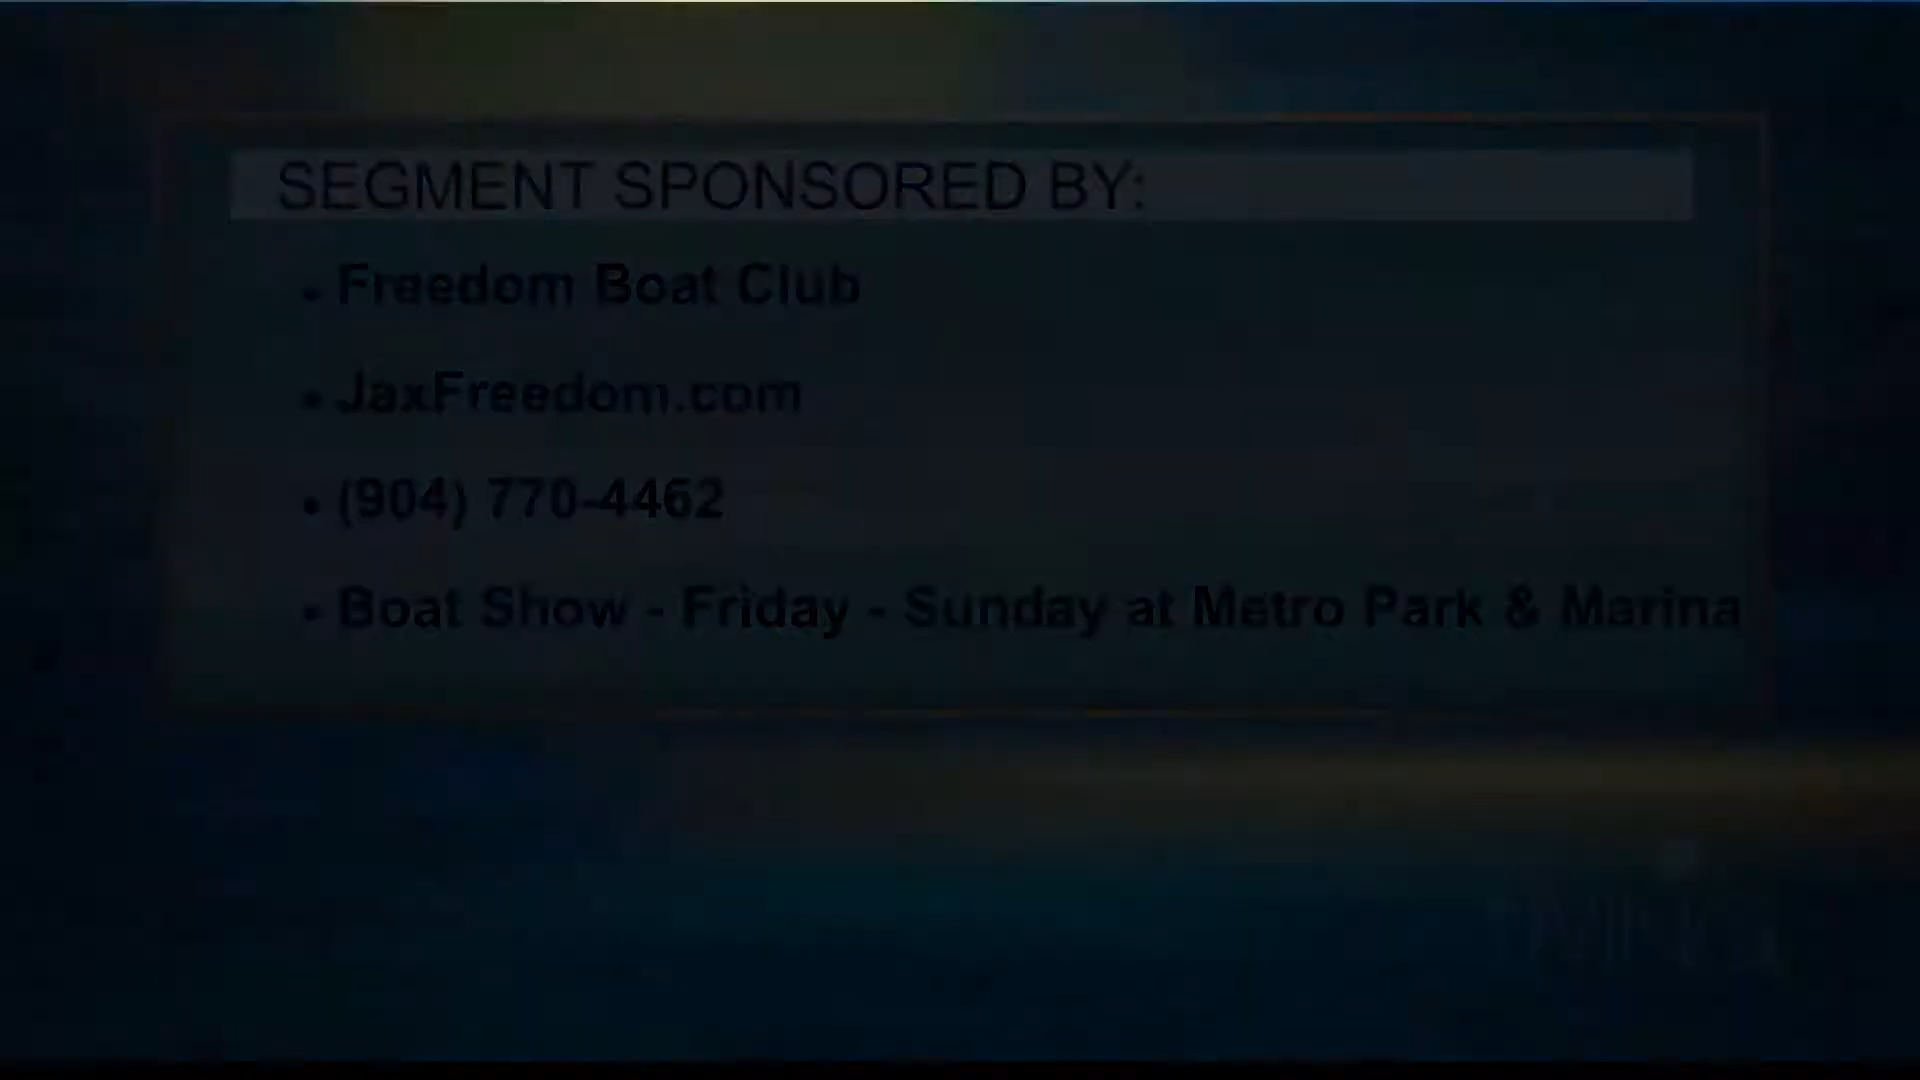 SEGMENT SPONSORED BY:
• Freedom Boat Club
• JaxFreedom.com
• (904) 770-4462
• Boat Show - Friday - Sunday at Metro Park & Marina